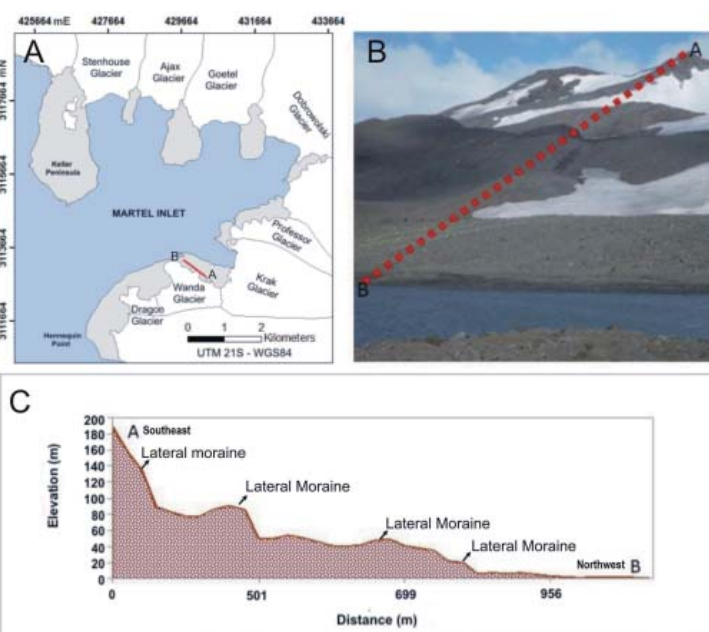 425664 mE 427664 429664 431664 433664
A
3117664 mN
3115664
3113664
3111664
Stenhouse
Glacier
Ajax
Glacier
Goetel
Glacier
Dobrowolski
Glacier
Keller
Peninsula
MARTEL INLET
Professor
Glacier
B
A
Krak
Glacier
Wanda
Glacier
Dragoe
Glacier
Hennequin
Point
0 1 2
Kilometers
UTM 21S - WGS84
B
A
B
C
Elevation (m)
200
180
160
140
120
100
80
60
40
20
0
A Southeast
Lateral moraine
Lateral Moraine
Lateral Moraine
Lateral Moraine
Northwest B
0 501 699 956
Distance (m)